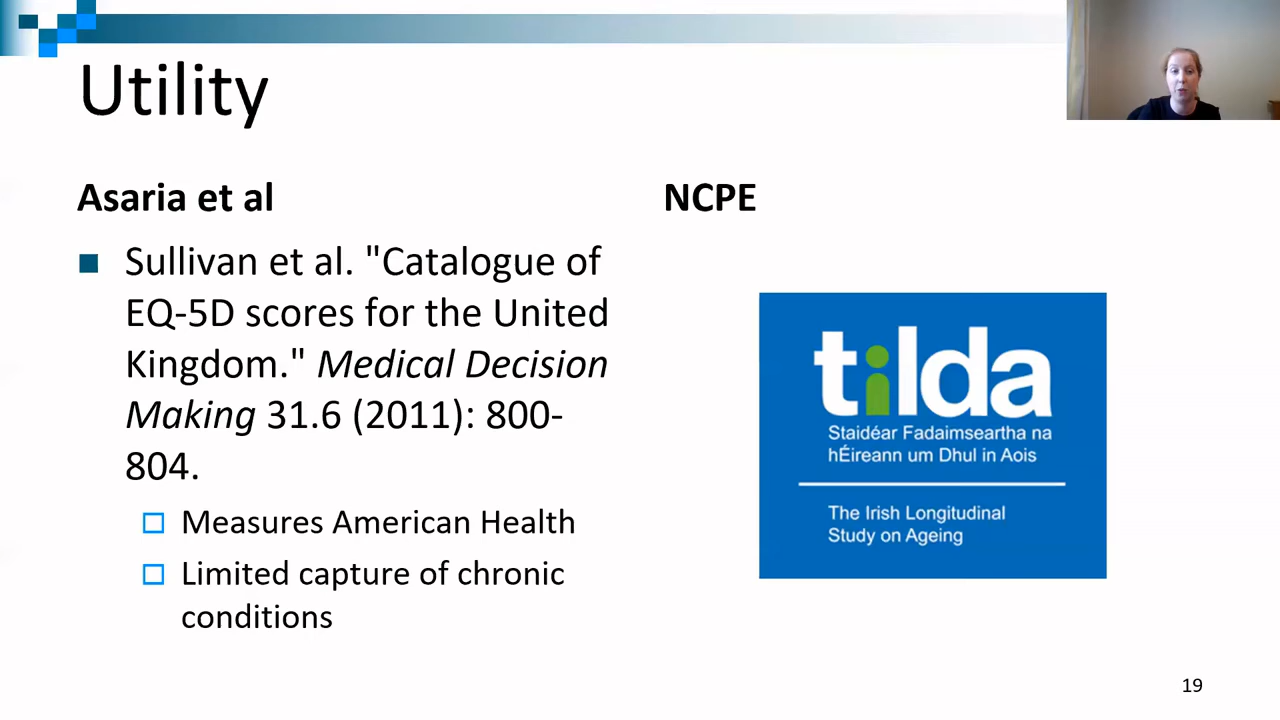 Utility
Asaria et al
Sullivan et al. "Catalogue of
EQ-5D scores for the United
Kingdom." Medical Decision
Making 31.6 (2011): 800-
804.
Measures American Health
Limited capture of chronic
conditions
NCPE
tilda
Staidéar Fadaimseartha na
hÉireann um Dhul in Aois
The Irish Longitudinal
Study on Ageing
19